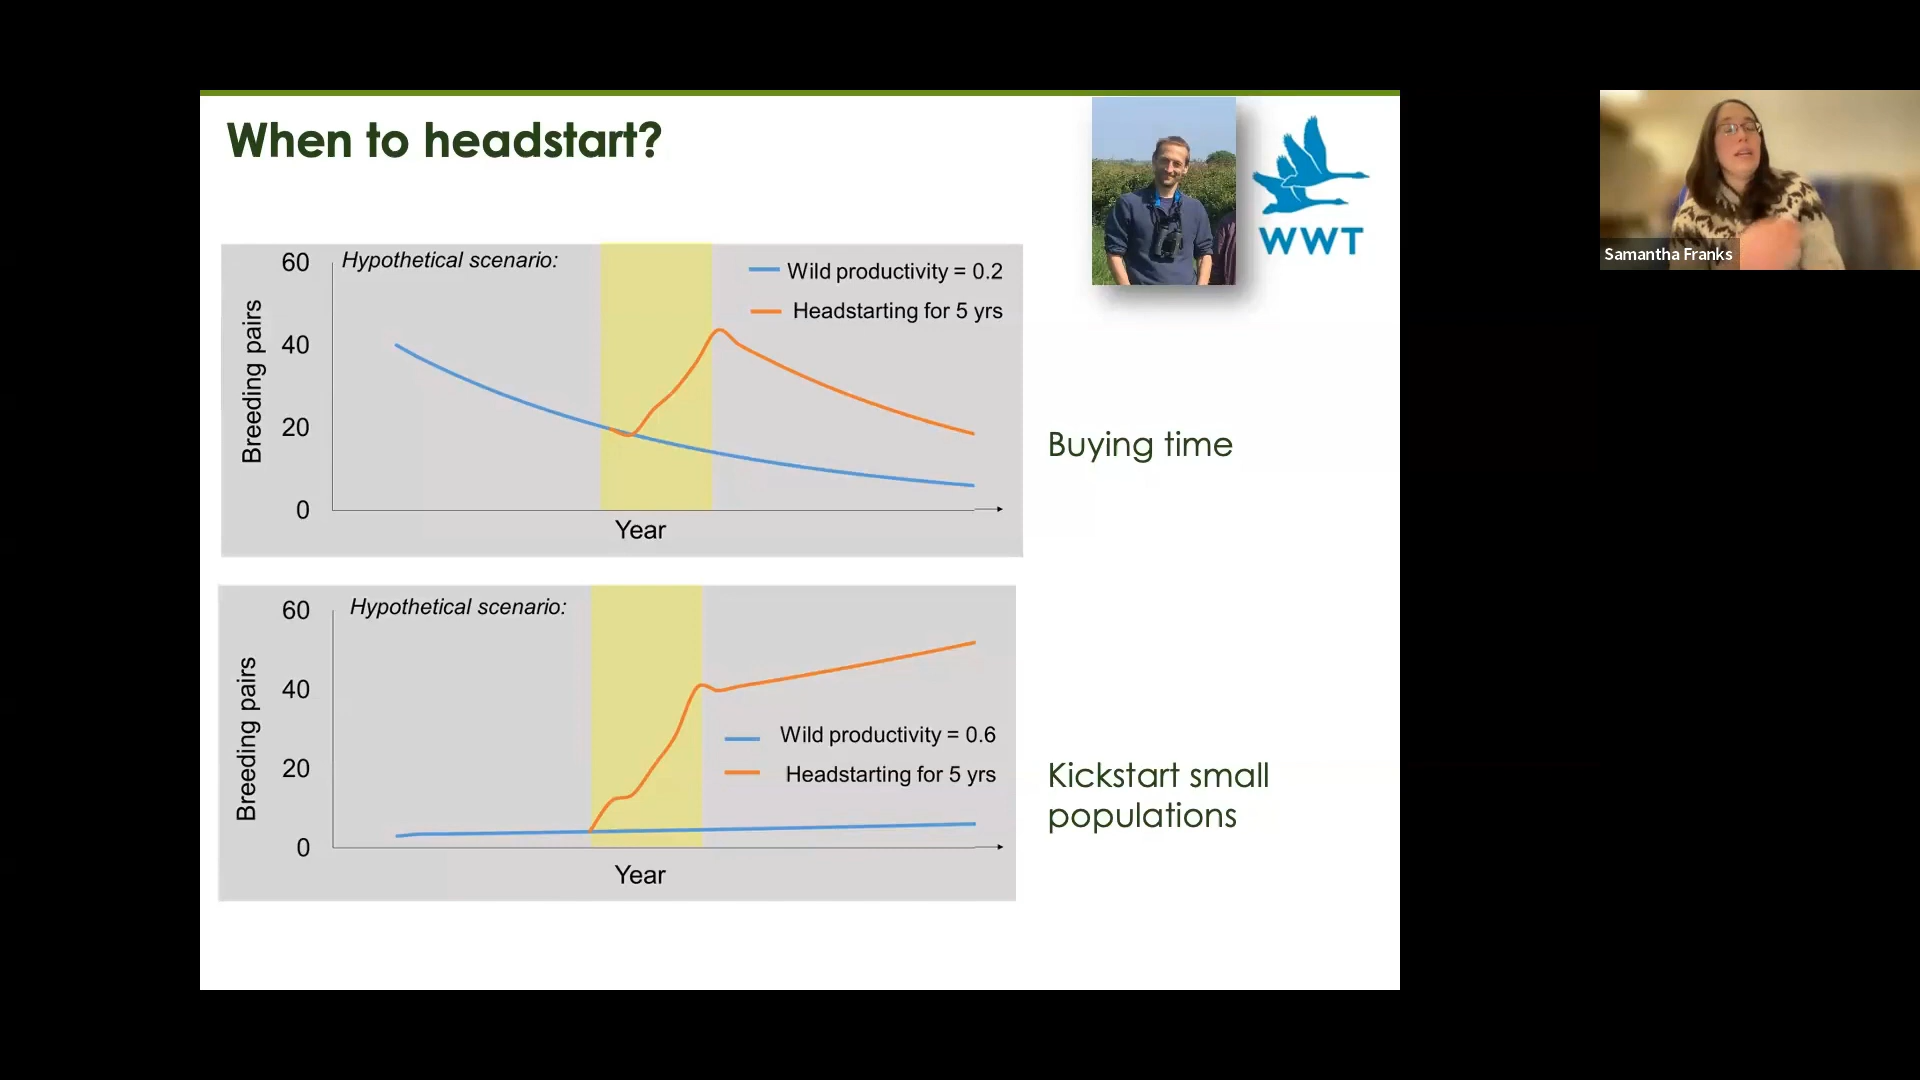 When to headstart?
WWT
Samantha Franks
Hypothetical scenario:
Wild productivity = 0.2
Headstarting for 5 yrs
60
40
20
0
Breeding pairs
Year
Buying time
Hypothetical scenario:
60
40
20
0
Breeding pairs
Wild productivity = 0.6
Headstarting for 5 yrs
Year
Kickstart small
populations